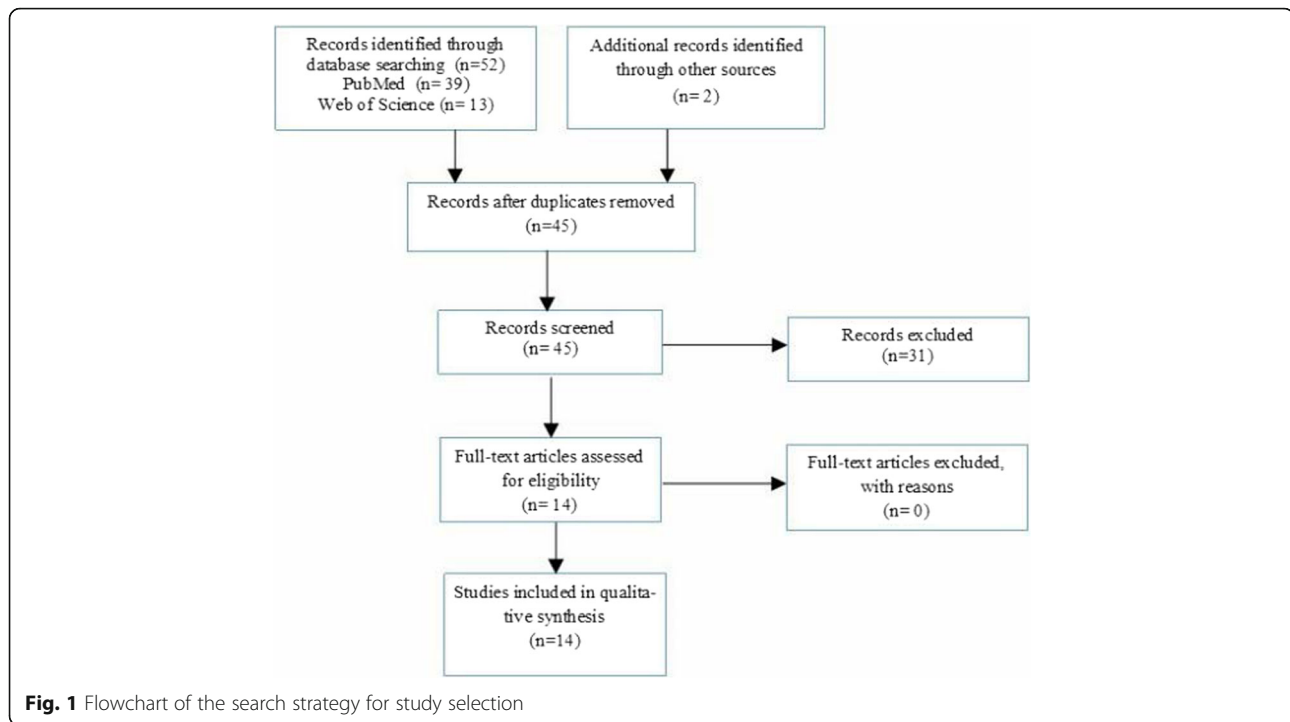 Records identified through
database searching (n=52)
PubMed (n= 39)
Web of Science (n= 13)
Additional records identified
through other sources
(n= 2)
Records after duplicates removed
(n=45)
Records screened
(n= 45)
Records excluded
(n=31)
Full-text articles assessed
for eligibility
(n= 14)
Full-text articles excluded,
with reasons
(n= 0)
Studies included in qualita-
tive synthesis
(n=14)
Fig. 1 Flowchart of the search strategy for study selection